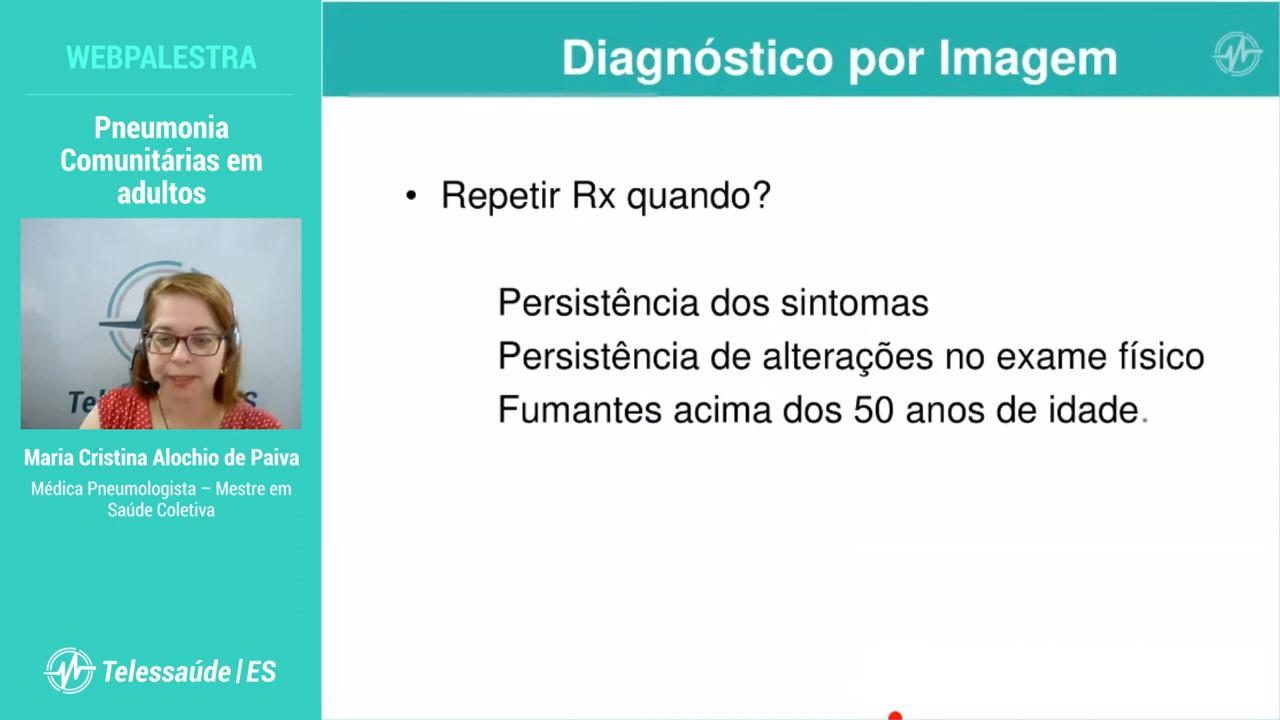 WEBPALESTRA
Pneumonia
Comunitárias em
adultos
Maria Cristina Alochio de Paiva
Médica Pneumologista – Mestre em
Saúde Coletiva
Telessaúde|ES
Diagnóstico por Imagem
• Repetir Rx quando?
Persistência dos sintomas
Persistência de alterações no exame físico
Fumantes acima dos 50 anos de idade.